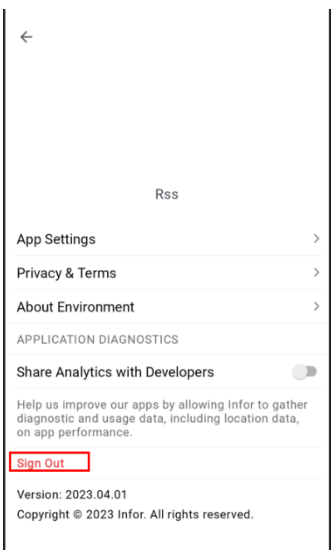 Rss
App Settings
Privacy & Terms
About Environment
APPLICATION DIAGNOSTICS
Share Analytics with Developers
Help us improve our apps by allowing Infor to gather
diagnostic and usage data, including location data,
on app performance.
Sign Out
Version: 2023.04.01
Copyright © 2023 Infor. All rights reserved.